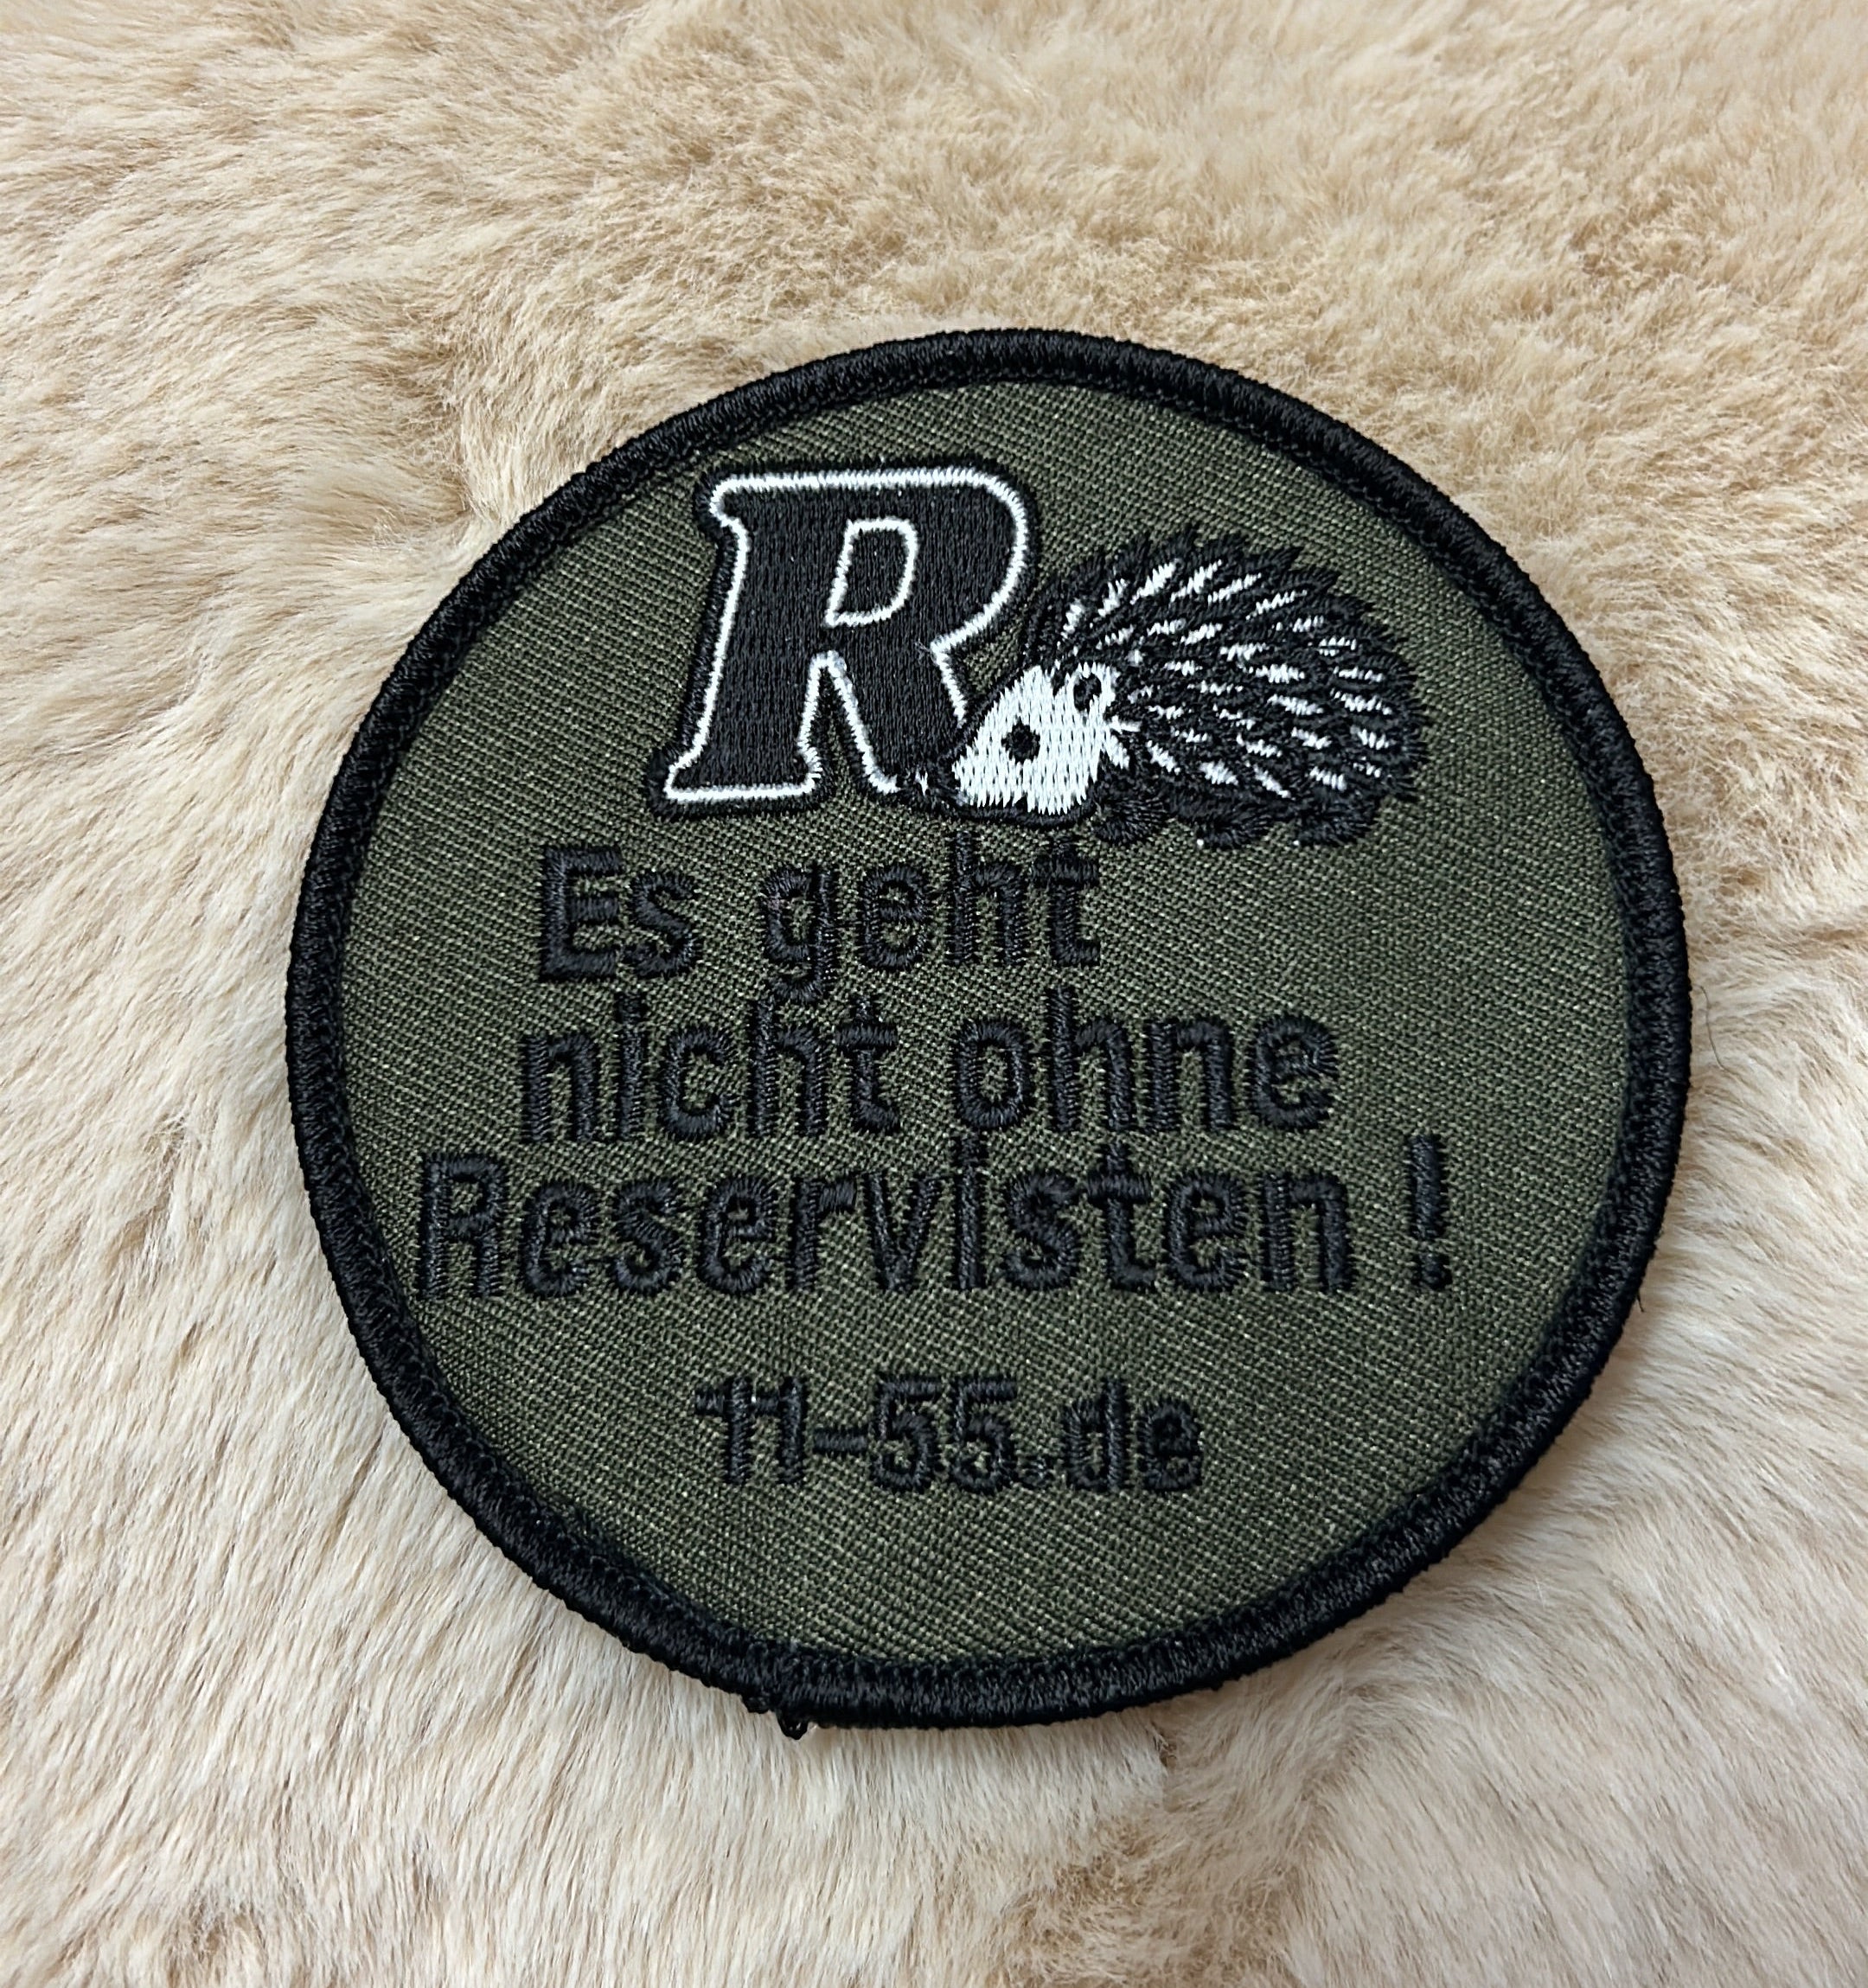 R
Es geht
nicht ohne
Reservisten !
11-55.de